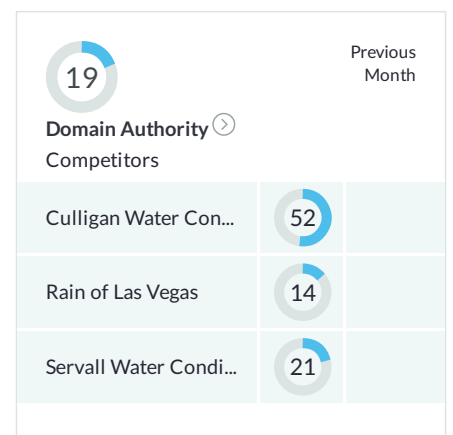 19
Previous
Month
Domain Authority
Competitors
Culligan Water Con...
52
Rain of Las Vegas
14
Servall Water Condi...
21